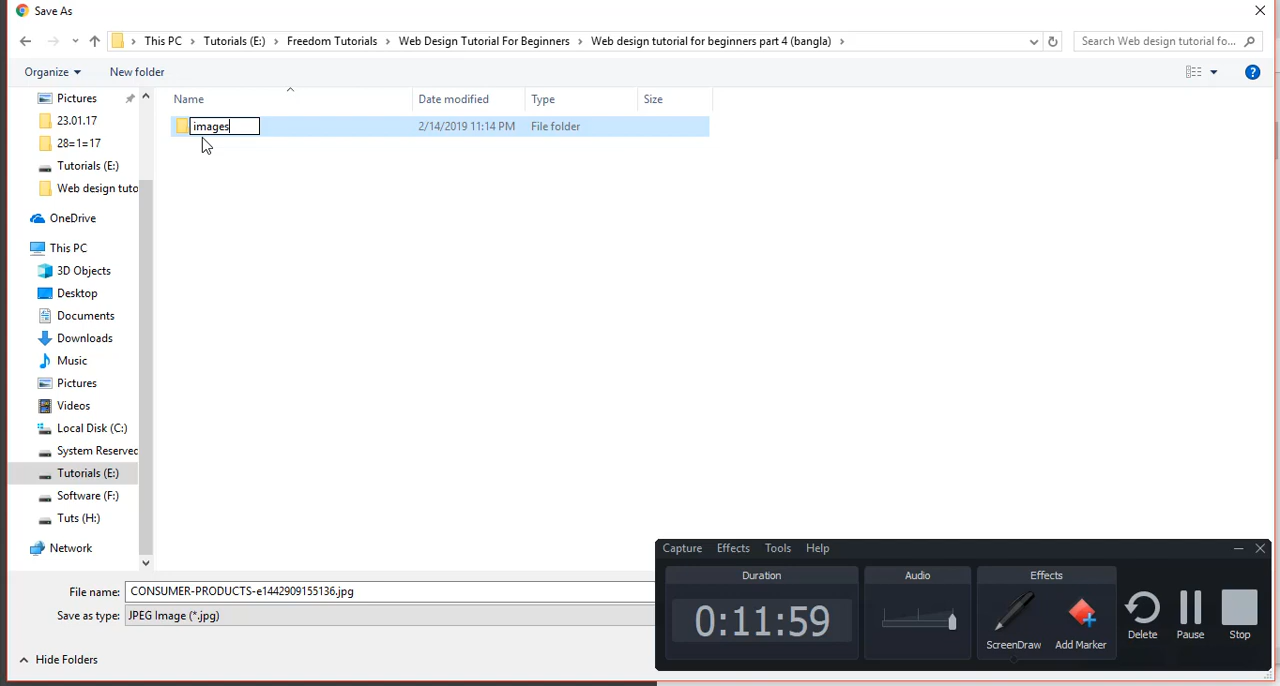 Save As
This PC Tutorials (E:) Freedom Tutorials Web Design Tutorial For Beginners Web design tutorial for beginners part 4 (bangla) Search Web design tutorial fo...
Organize New folder
Name Date modified Type Size
images 2/14/2019 11:14 PM File folder
Pictures
23.01.17
28=1=17
Tutorials (E:)
Web design tuto
OneDrive
This PC
3D Objects
Desktop
Documents
Downloads
Music
Pictures
Videos
Local Disk (C:)
System Reserved
Tutorials (E:)
Software (F:)
Tuts (H:)
Network
File name: CONSUMER-PRODUCTS-e1442909155136.jpg
Save as type: JPEG Image (*.jpg)
Hide Folders
Capture Effects Tools Help
Duration Audio Effects
0:11:59
ScreenDraw Add Marker Delete Pause Stop